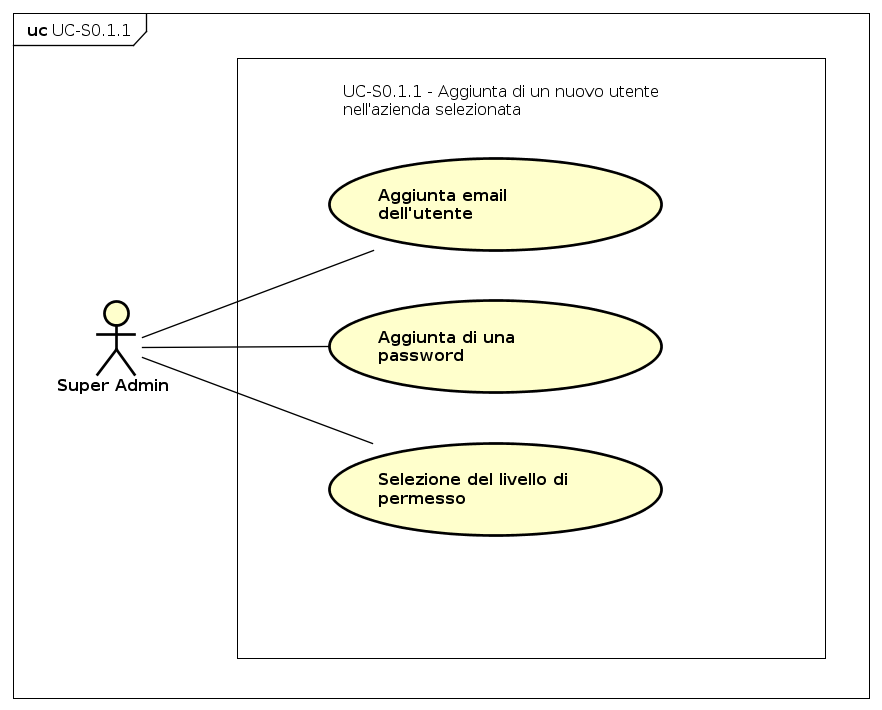 uc UC-S0.1.1
UC-S0.1.1 - Aggiunta di un nuovo utente
nell'azienda selezionata
Aggiunta email
dell'utente
Aggiunta di una
password
Super Admin
Selezione del livello di
permesso